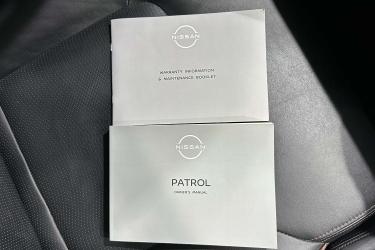 NISSAN
WARRANTY INFORMATION
& MAINTENANCE BOOKLET
NISSAN
PATROL
OWNER'S MANUAL